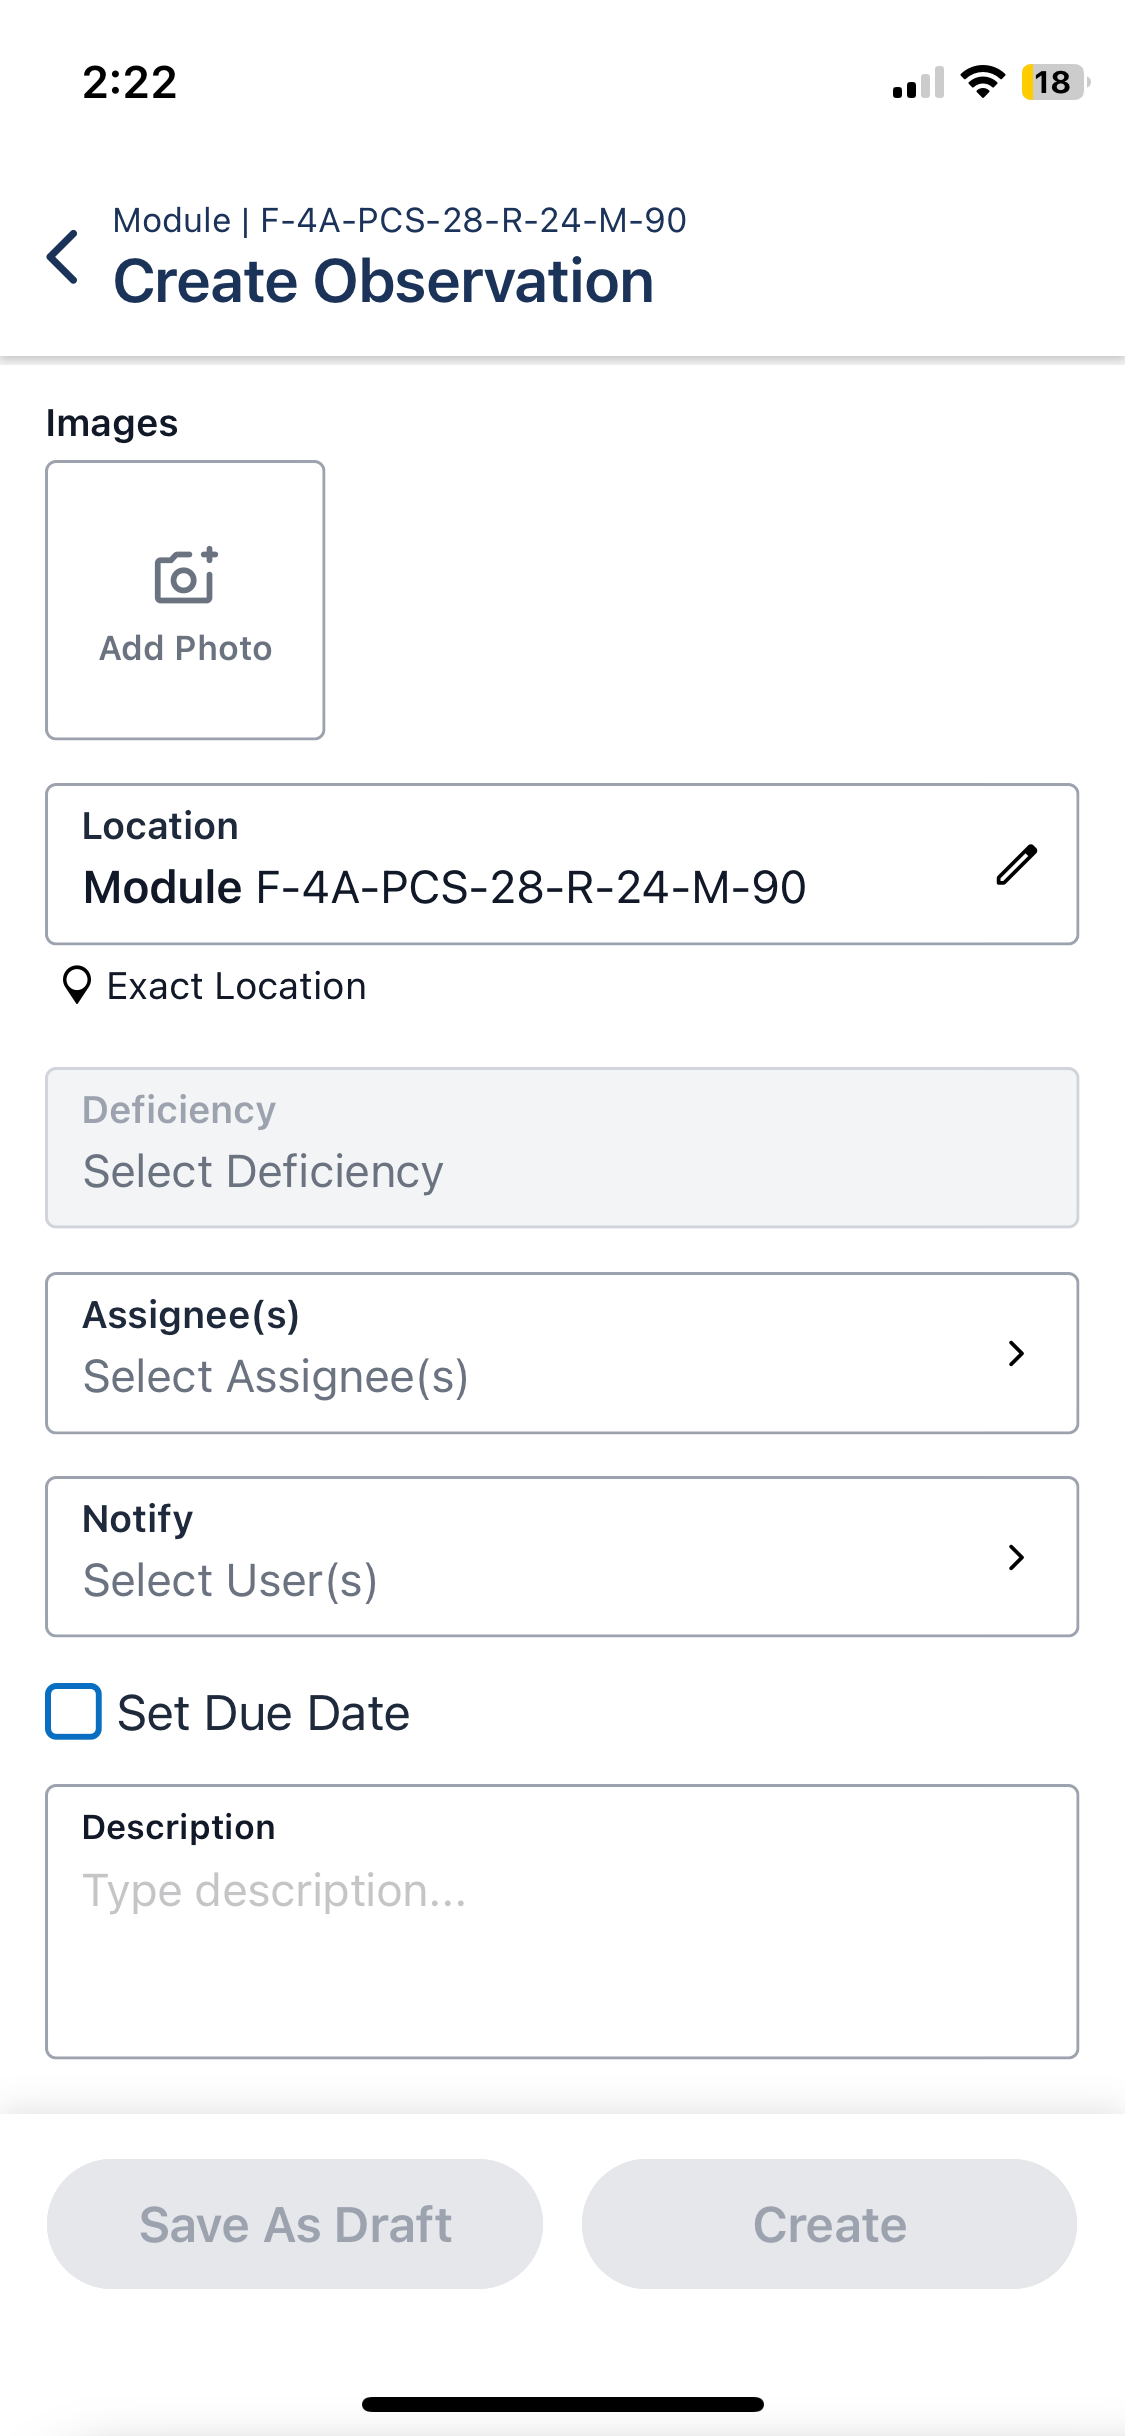 2:22
18
Module | F-4A-PCS-28-R-24-M-90
Create Observation
Images
Add Photo
Location
Module F-4A-PCS-28-R-24-M-90
Exact Location
Deficiency
Select Deficiency
Assignee(s)
Select Assignee(s)
Notify
Select User(s)
Set Due Date
Description
Type description...
Save As Draft
Create